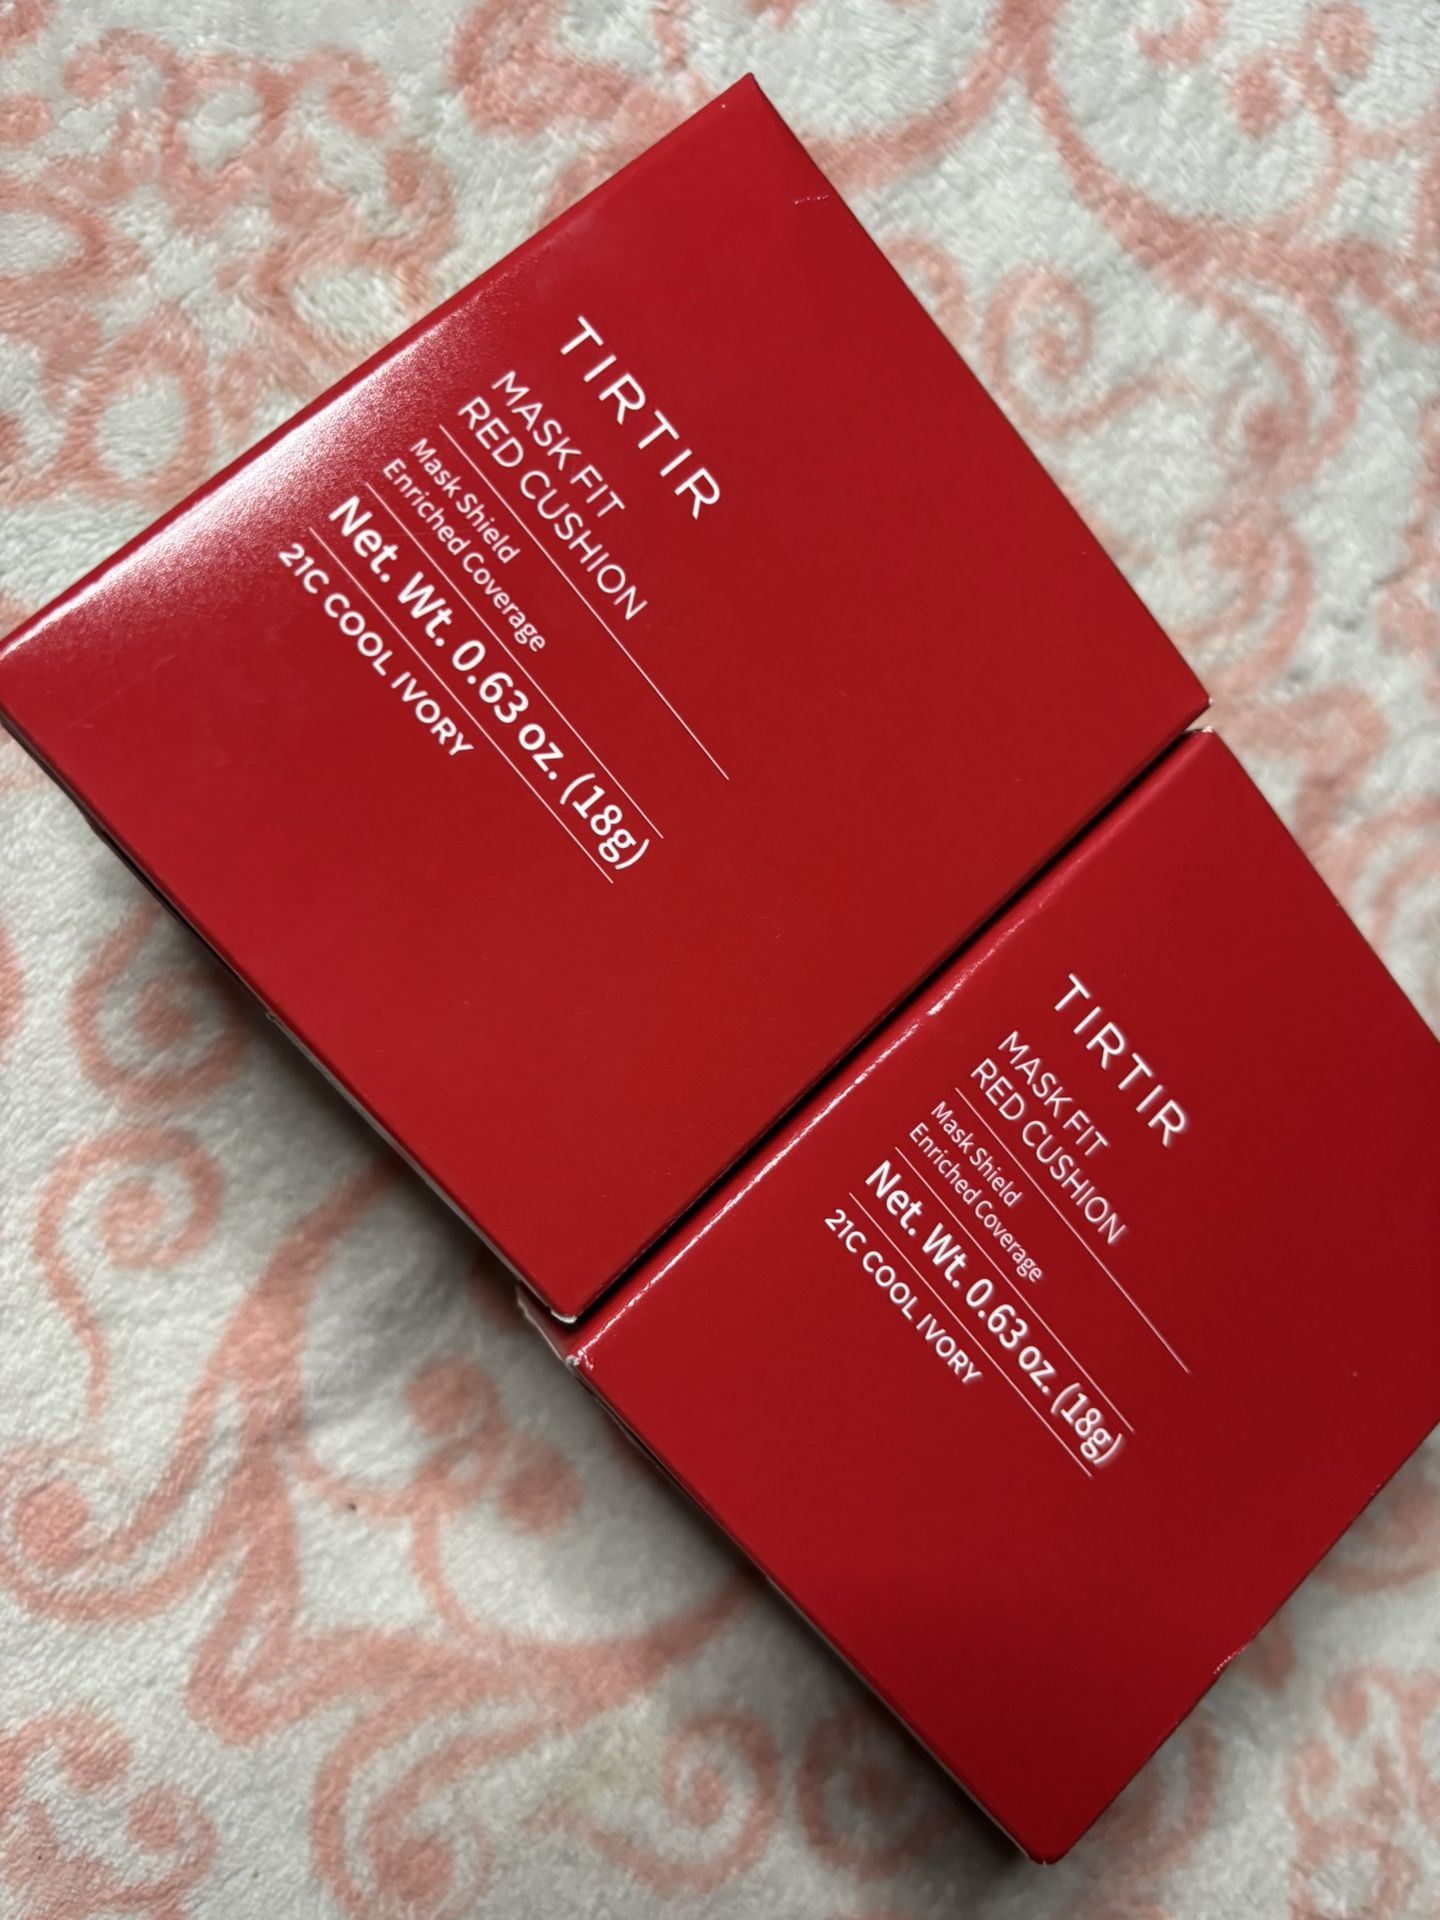 TIRTIR
MASK FIT
RED CUSHION
Mask Shield
Enriched Coverage
Net. Wt. 0.63 oz. (18g)
21C COOL IVORY
TIRTIR
MASK FIT
RED CUSHION
Mask Shield
Enriched Coverage
Net. Wt. 0.63 oz. (18g)
21C COOL IVORY